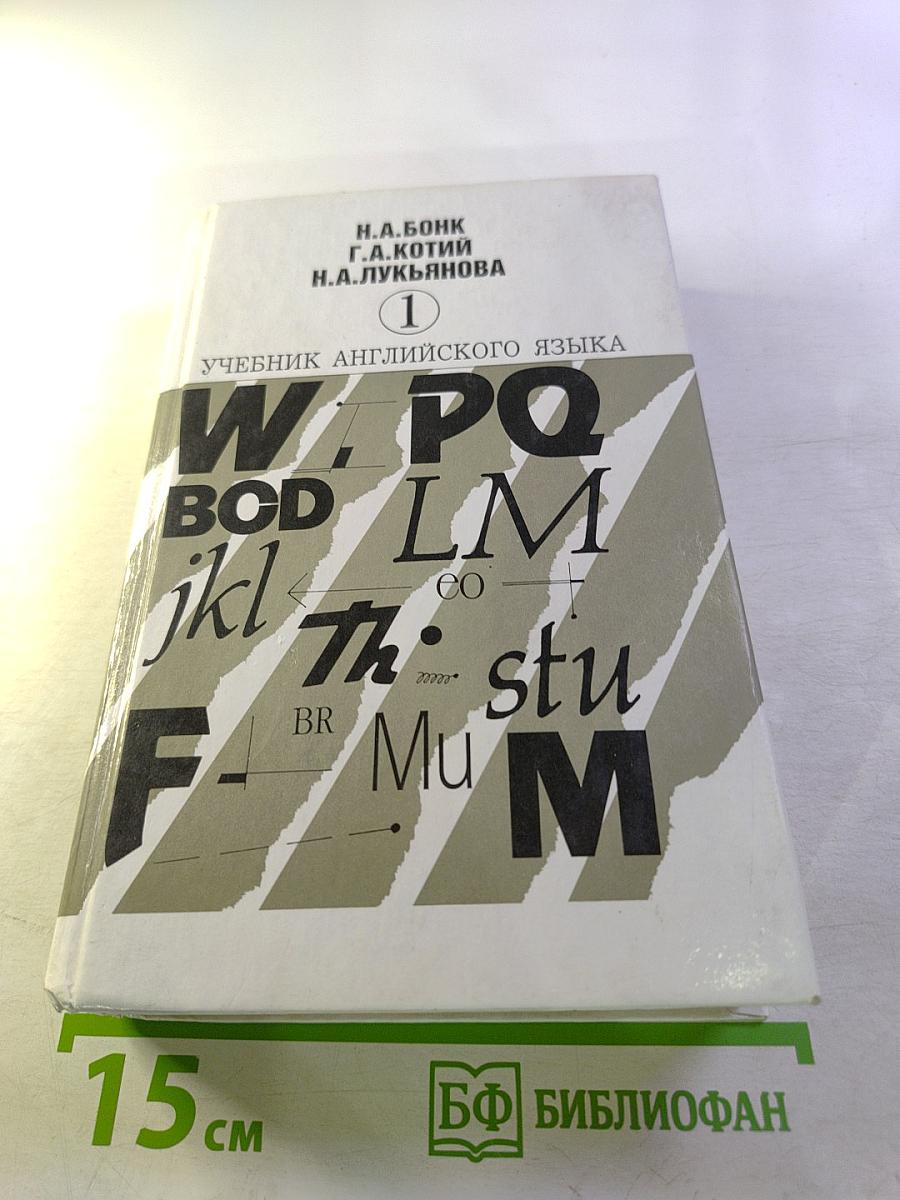 Н.А.БОНК
Г.А.КОТИЙ
Н.А.ЛУКЬЯНОВА
1
УЧЕБНИК АНГЛИЙСКОГО ЯЗЫКА
W. PQ
BCD LM
jkl eo
Th stu
F BR Mu M
15 см БФ БИБЛИОФАН